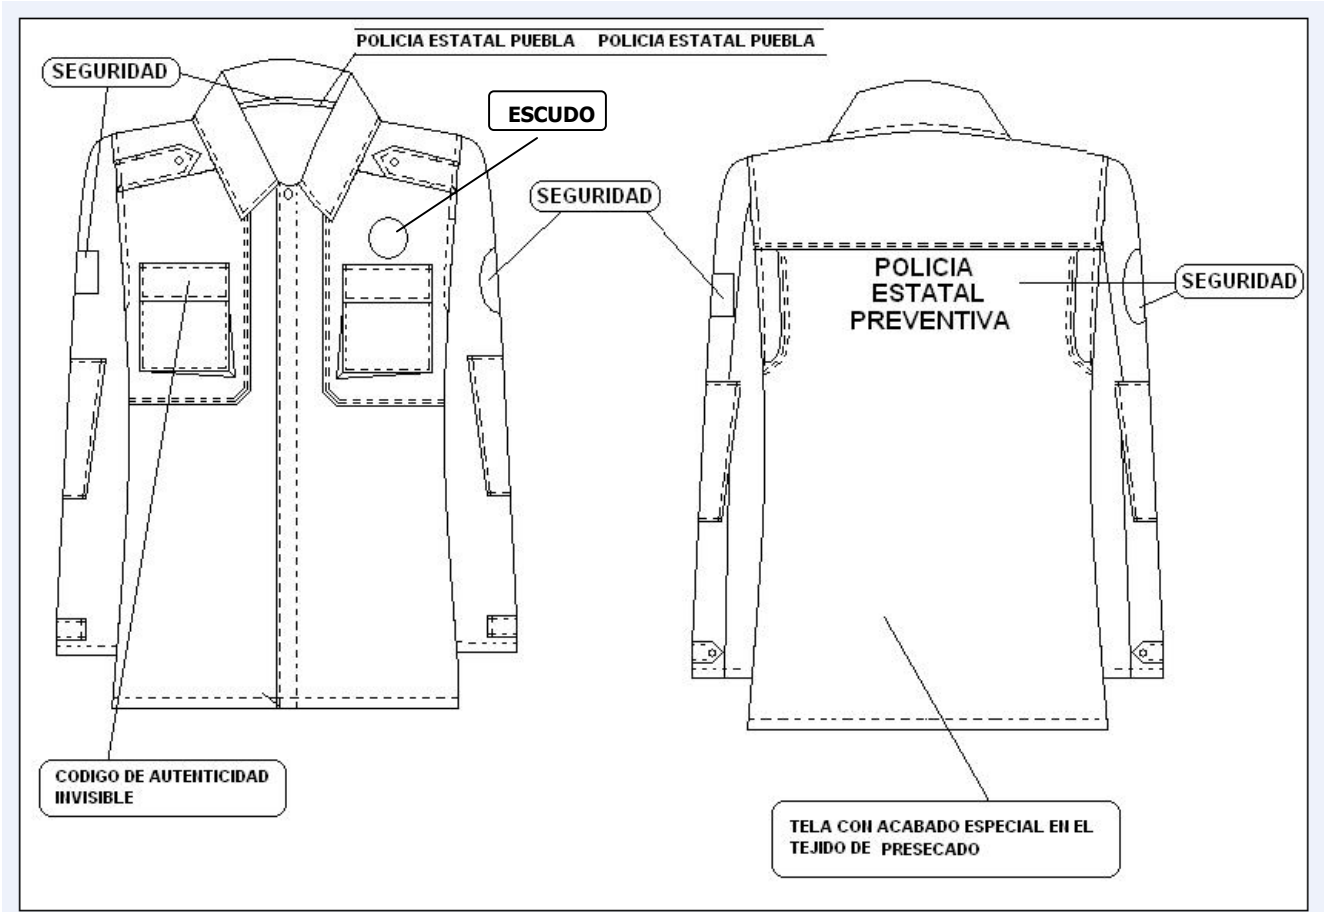 POLICIA ESTATAL PUEBLA POLICIA ESTATAL PUEBLA
SEGURIDAD
ESCUDO
SEGURIDAD
POLICIA
ESTATAL
PREVENTIVA
SEGURIDAD
CODIGO DE AUTENTICIDAD
INVISIBLE
TELA CON ACABADO ESPECIAL EN EL
TEJIDO DE PRESECADO